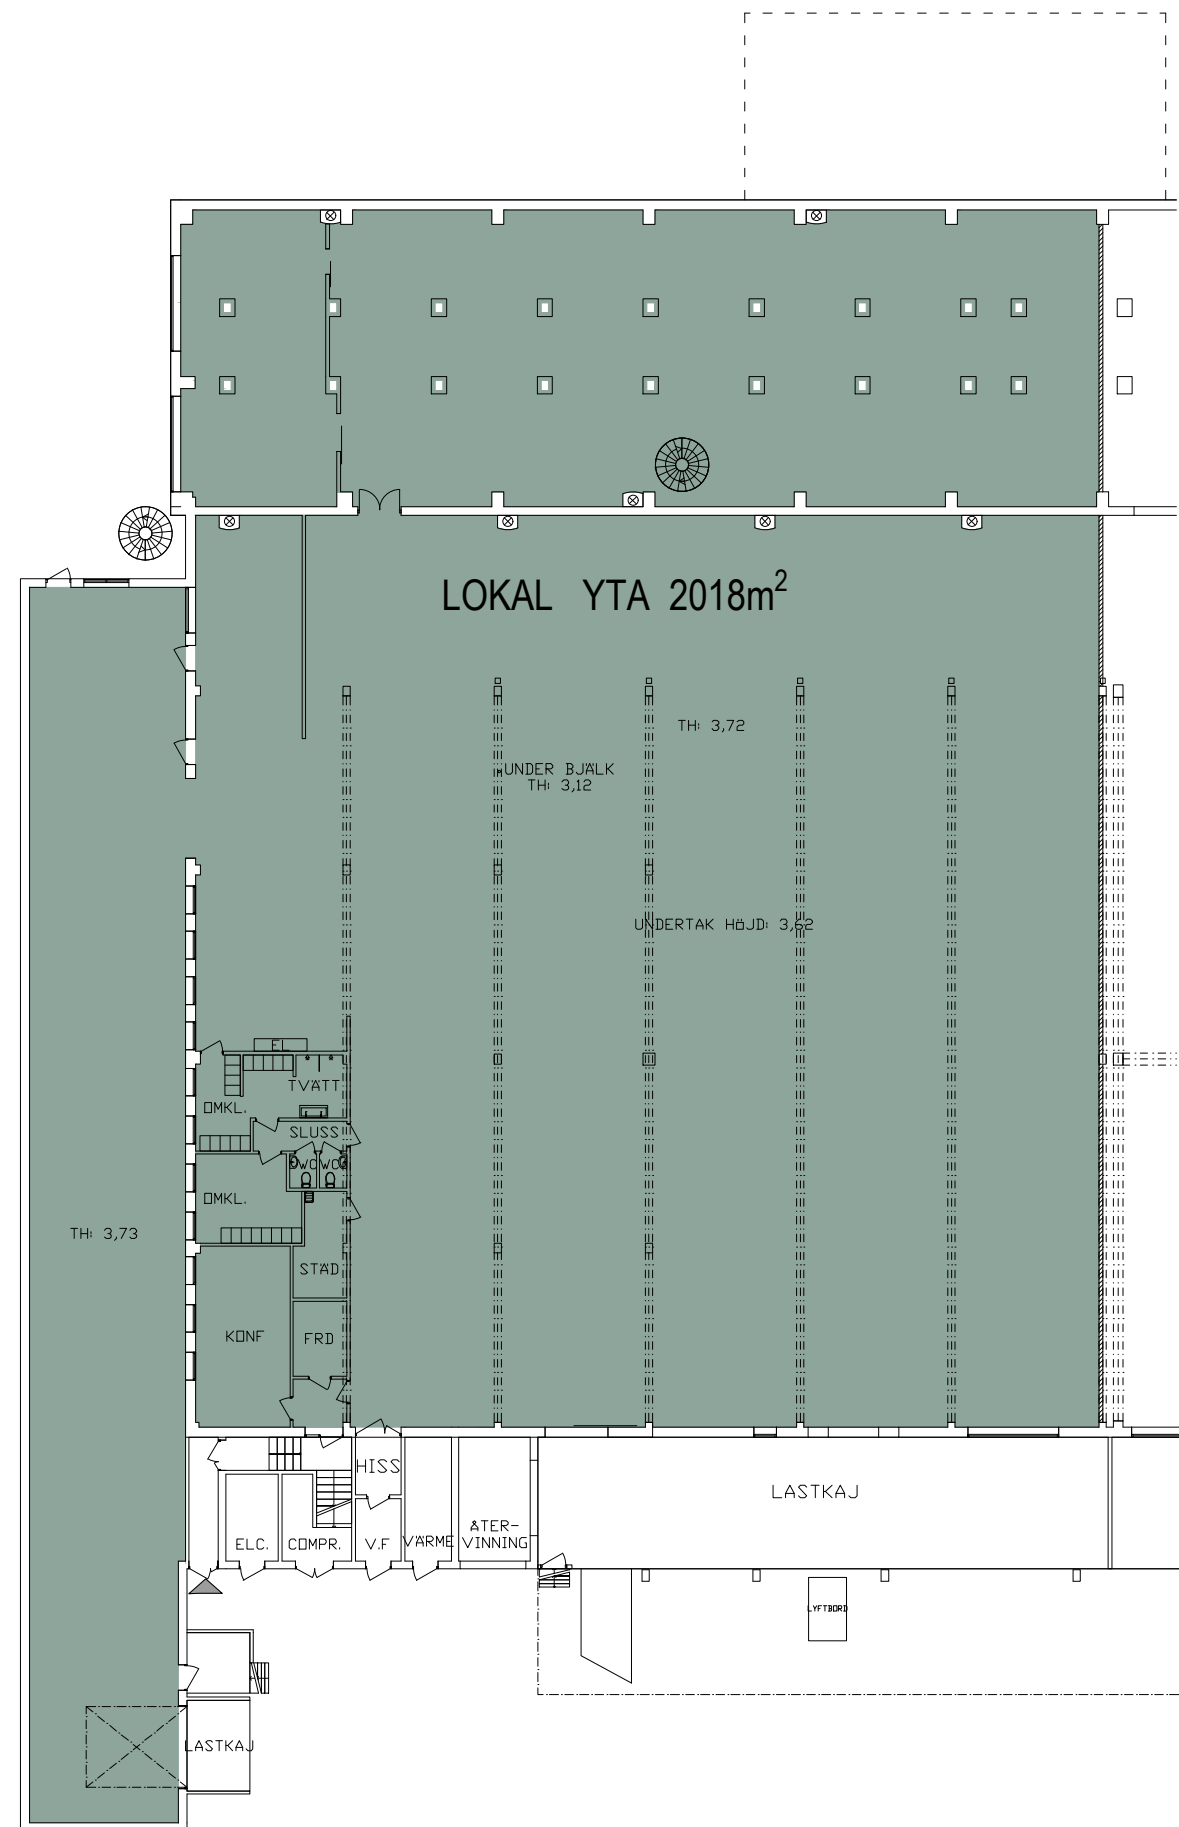 LOKAL YTA 2018m²
TH: 3,72
UNDER BJÄLK
TH: 3,12
UNDERTAK HÖJD: 3,62
EL
TVÄTT
OMKL.
SLUSS
WC WC
OMKL.
TH: 3,73
STÄD
KONF
FRD
HISS
LASTKAJ
ELC.
COMPR.
V.F
VÄRME
ÅTER-
VINNING
LYFTBORD
LASTKAJ